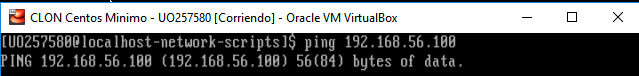 CLON Centos Minimo - UO257580 [Corriendo] - Oracle VM VirtualBox
[UO257580@localhost-network-scripts]$ ping 192.168.56.100
PING 192.168.56.100 (192.168.56.100) 56(84) bytes of data.